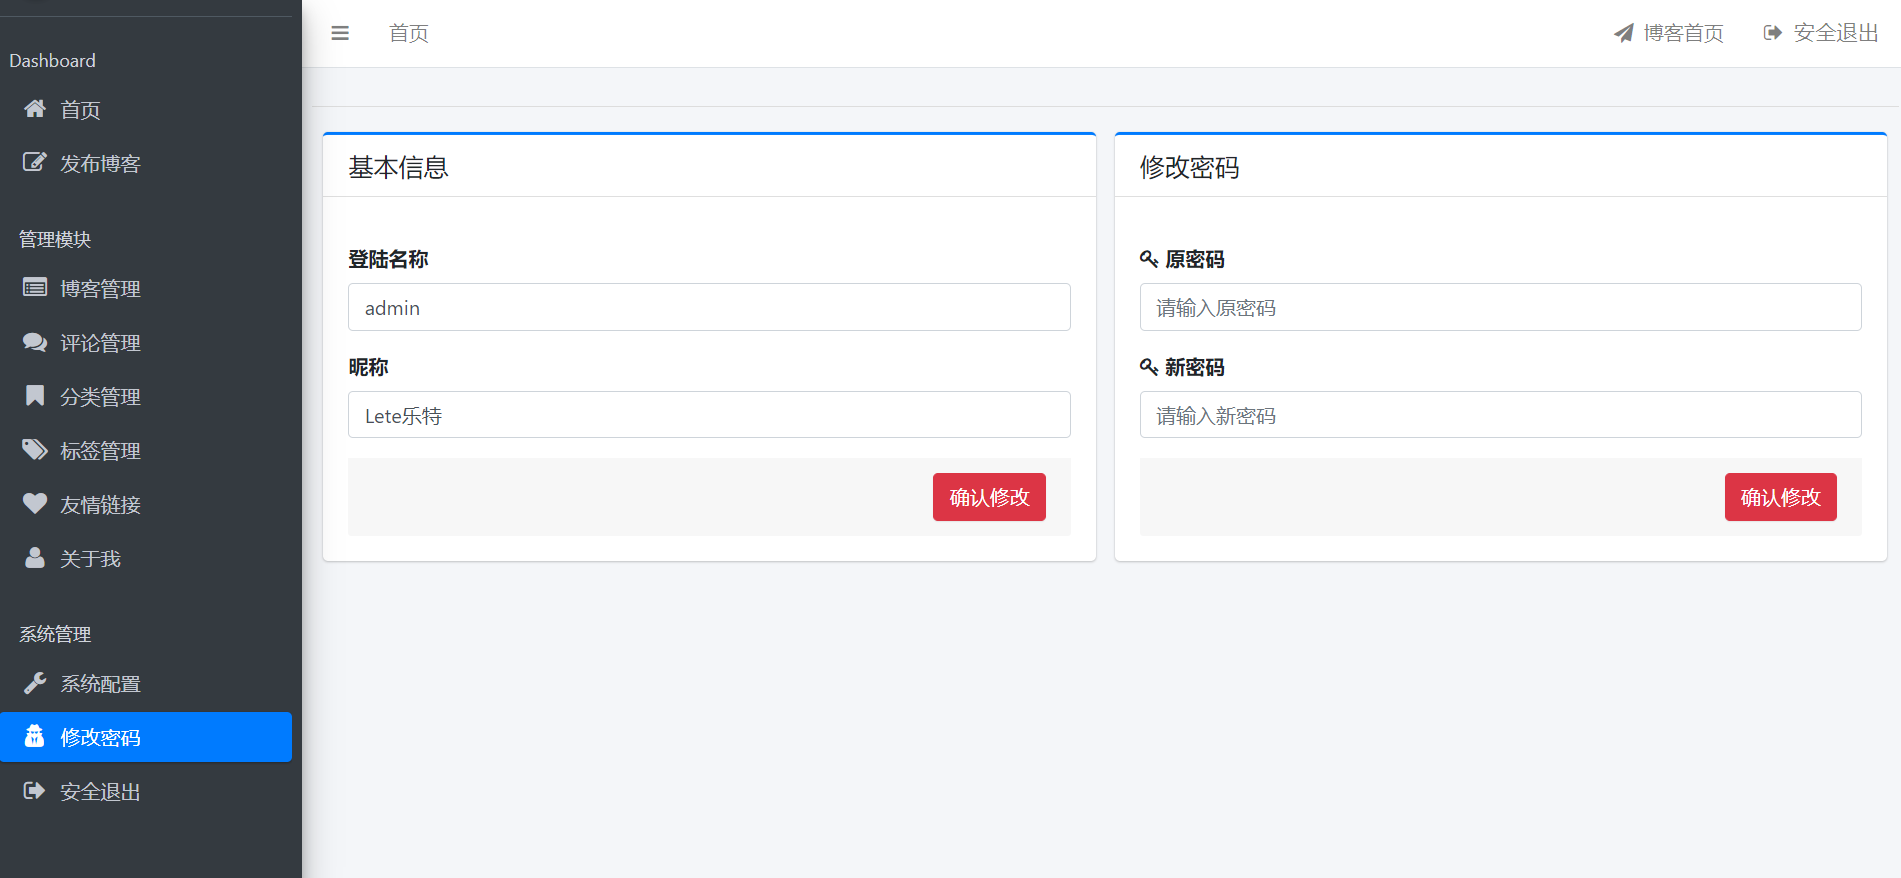 首页
博客首页
安全退出
Dashboard
首页
发布博客
管理模块
博客管理
评论管理
分类管理
标签管理
友情链接
关于我
系统管理
系统配置
修改密码
安全退出
基本信息
登陆名称
admin
昵称
Lete乐特
确认修改
修改密码
原密码
请输入原密码
新密码
请输入新密码
确认修改